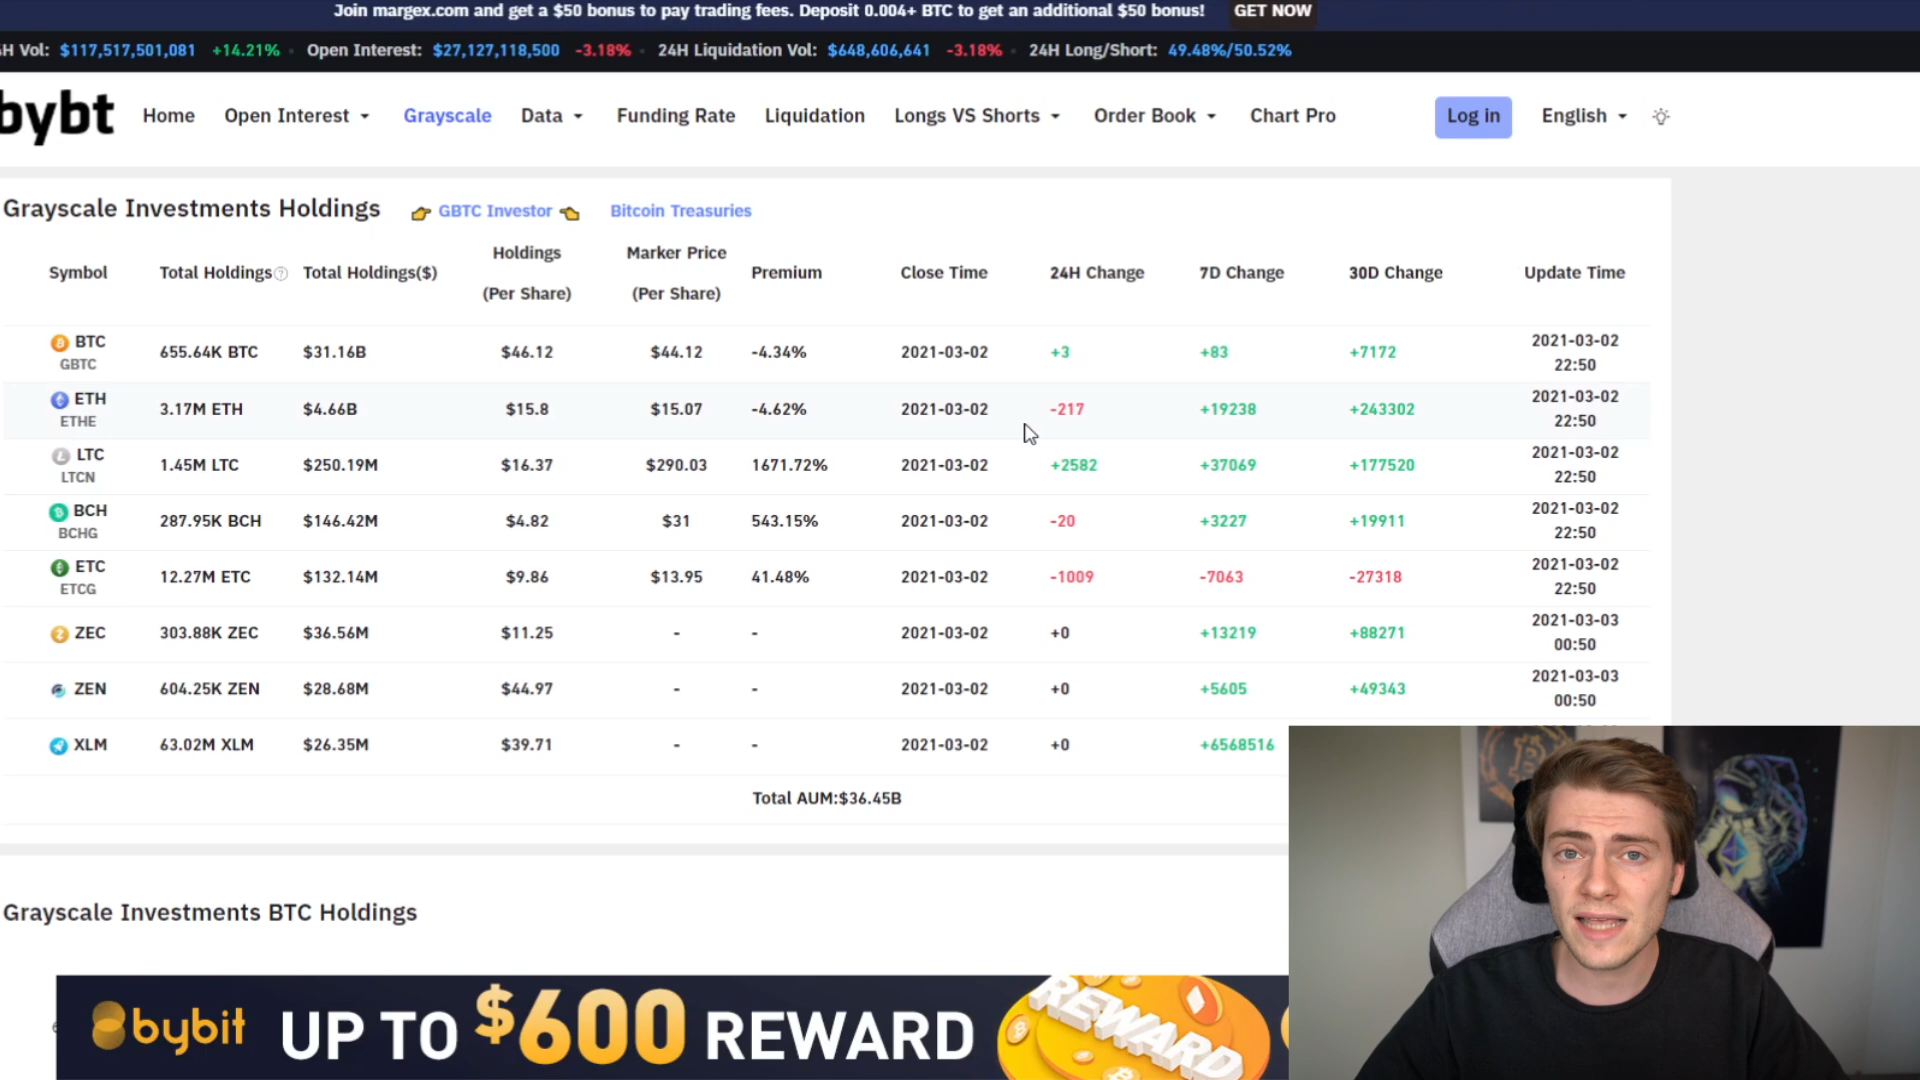 Join margex.com and get a $50 bonus to pay trading fees. Deposit 0.004+ BTC to get an additional $50 bonus! GET NOW
H Vol: $117,517,501,081 +14.21% Open Interest: $27,127,118,500 -3.18% 24H Liquidation Vol: $648,606,641 -3.18% 24H Long/Short: 49.48%/50.52%
bybt Home Open Interest Grayscale Data Funding Rate Liquidation Longs VS Shorts Order Book Chart Pro Log in English
Grayscale Investments Holdings GBTC Investor Bitcoin Treasuries
Symbol Total Holdings Total Holdings($) Holdings (Per Share) Marker Price (Per Share) Premium Close Time 24H Change 7D Change 30D Change Update Time
BTC GBTC 655.64K BTC $31.16B $46.12 $44.12 -4.34% 2021-03-02 +3 +83 +7172 2021-03-02 22:50
ETH ETHE 3.17M ETH $4.66B $15.8 $15.07 -4.62% 2021-03-02 -217 +19238 +243302 2021-03-02 22:50
LTC LTCN 1.45M LTC $250.19M $16.37 $290.03 1671.72% 2021-03-02 +2582 +37069 +177520 2021-03-02 22:50
BCH BCHG 287.95K BCH $146.42M $4.82 $31 543.15% 2021-03-02 -20 +3227 +19911 2021-03-02 22:50
ETC ETCG 12.27M ETC $132.14M $9.86 $13.95 41.48% 2021-03-02 -1009 -7063 -27318 2021-03-02 22:50
ZEC 303.88K ZEC $36.56M $11.25 - - 2021-03-02 +0 +13219 +88271 2021-03-03 00:50
ZEN 604.25K ZEN $28.68M $44.97 - - 2021-03-02 +0 +5605 +49343 2021-03-03 00:50
XLM 63.02M XLM $26.35M $39.71 - - 2021-03-02 +0 +6568516
Total AUM:$36.45B
Grayscale Investments BTC Holdings
bybit UP TO $600 REWARD REWARD